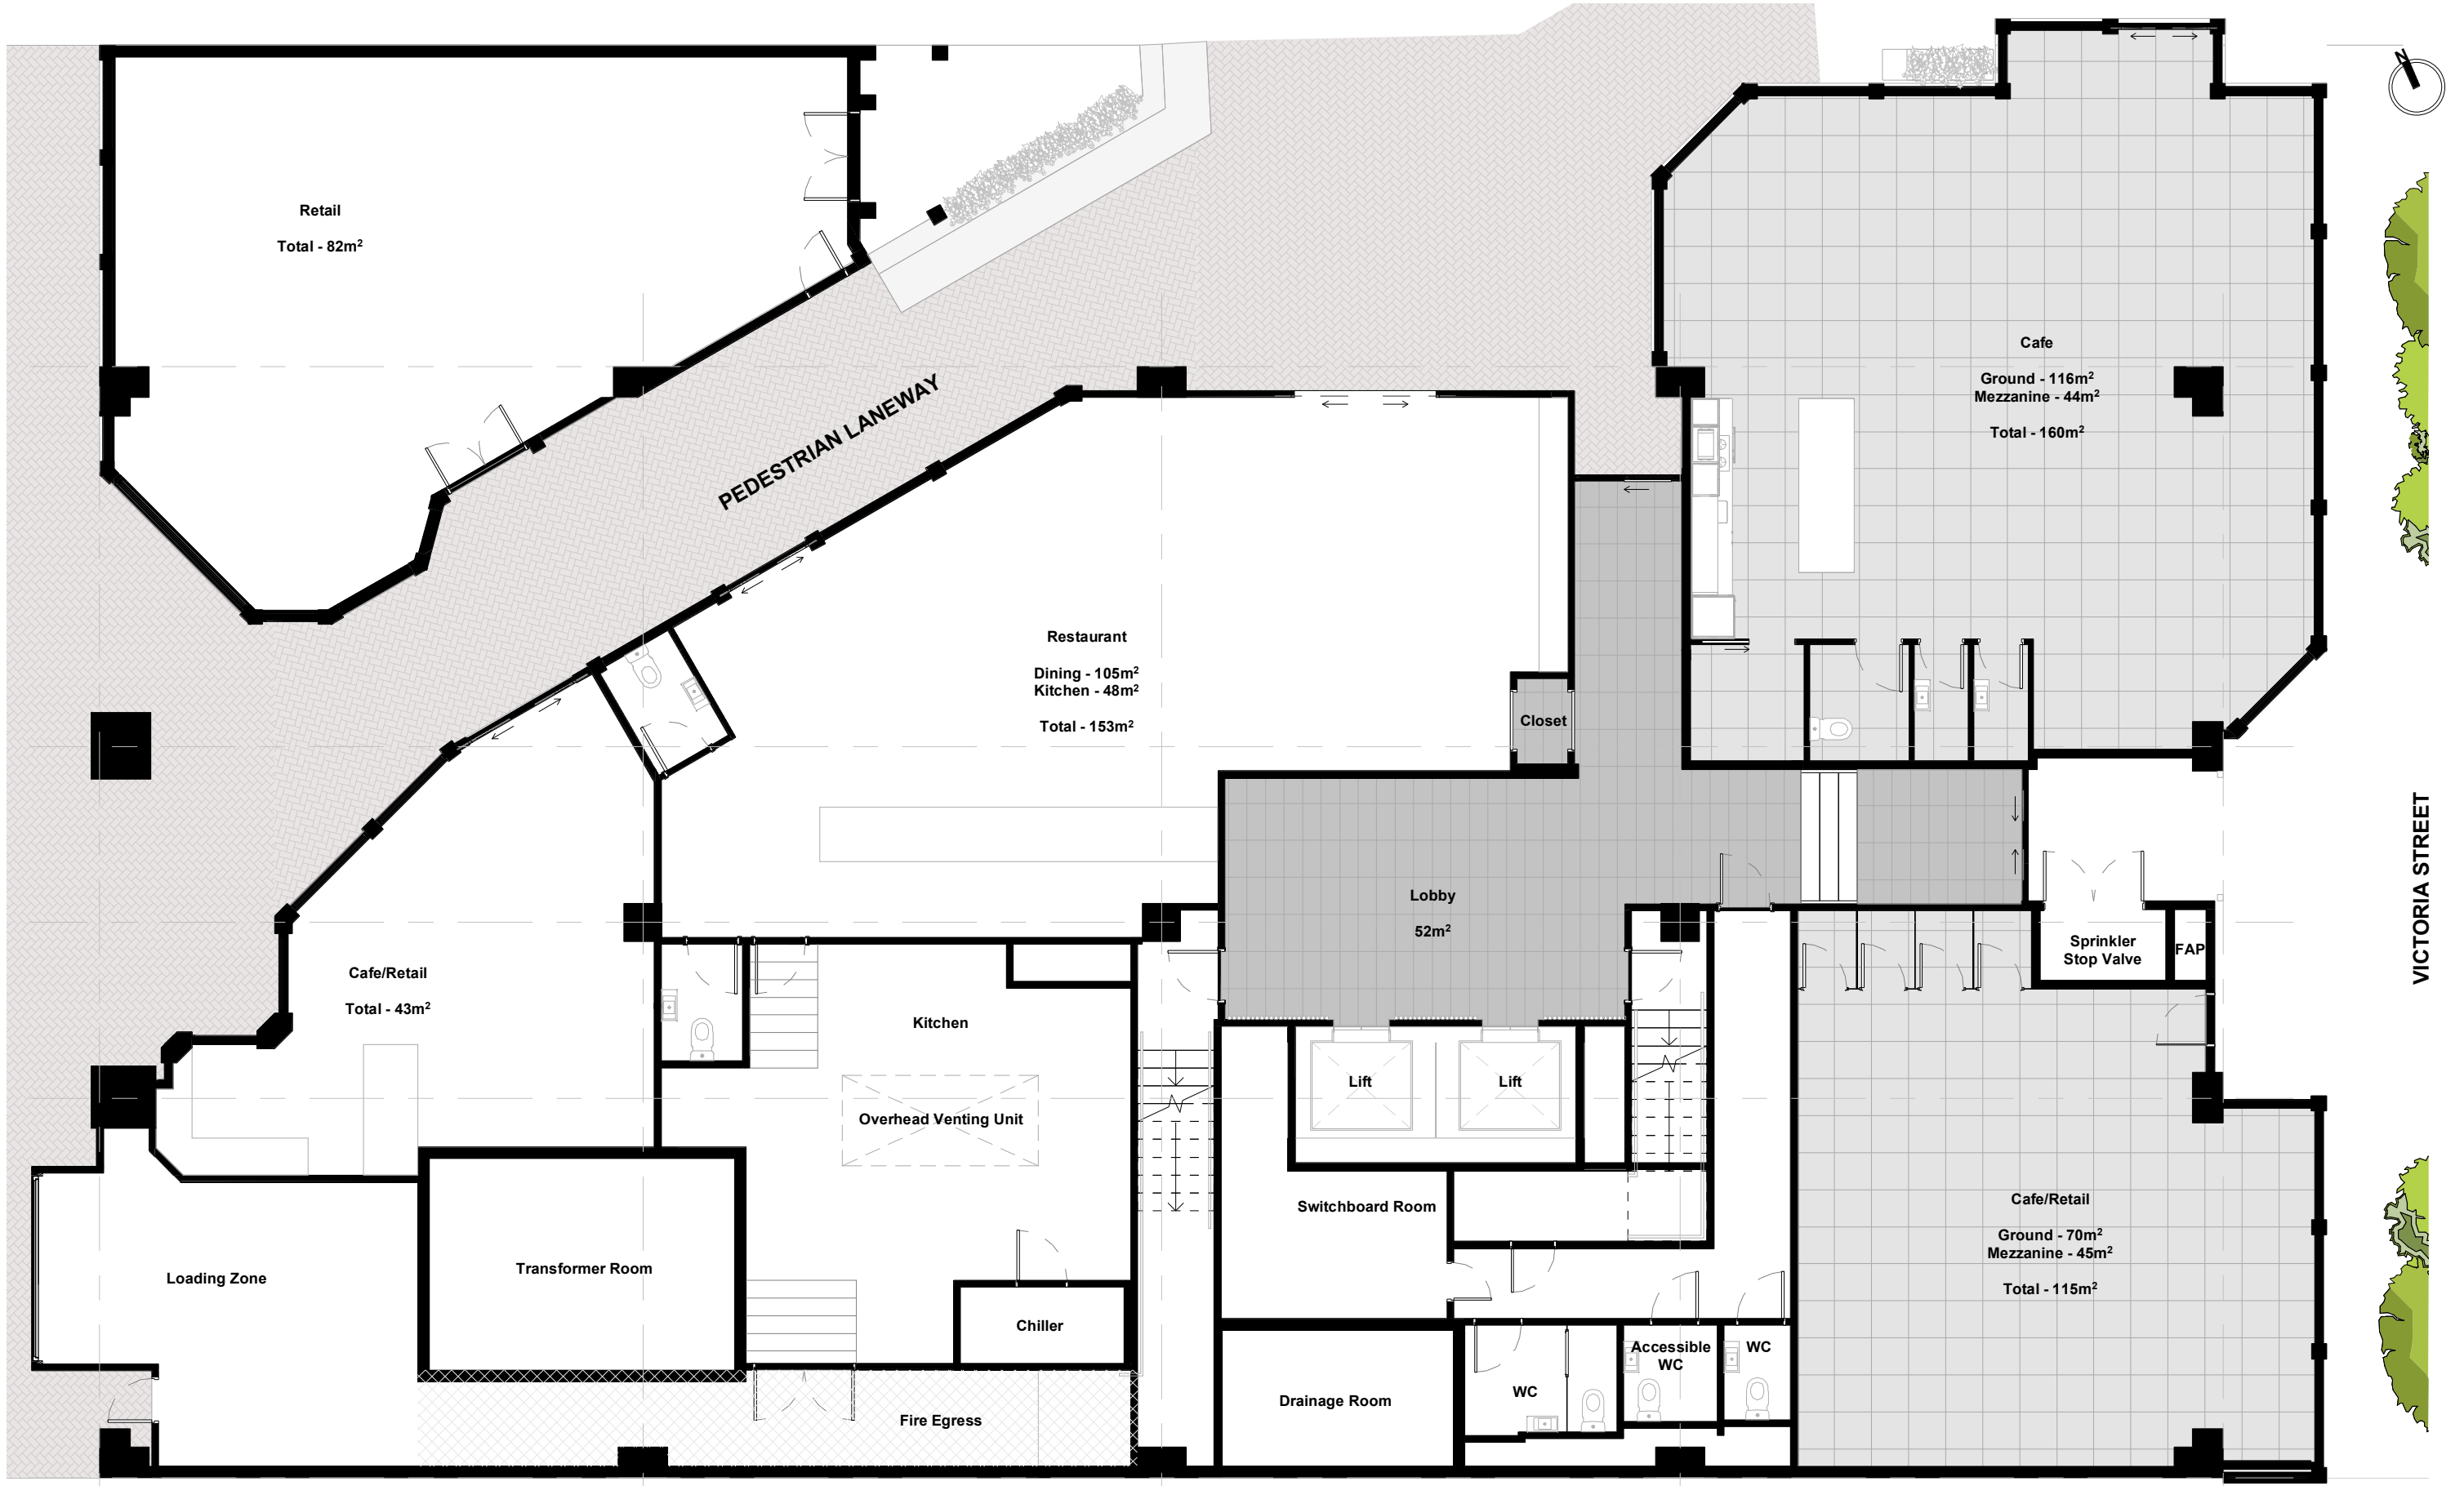 N
Retail
Total - 82m²
Cafe
Ground - 116m²
Mezzanine - 44m²
Total - 160m²
PEDESTRIAN LANEWAY
Restaurant
Dining - 105m²
Kitchen - 48m²
Total - 153m²
Closet
VICTORIA STREET
Lobby
52m²
Sprinkler
Stop Valve
FAP
Cafe/Retail
Total - 43m²
Kitchen
Overhead Venting Unit
Lift
Lift
Switchboard Room
Cafe/Retail
Ground - 70m²
Mezzanine - 45m²
Total - 115m²
Loading Zone
Transformer Room
Chiller
Accessible
WC
WC
WC
Drainage Room
Fire Egress